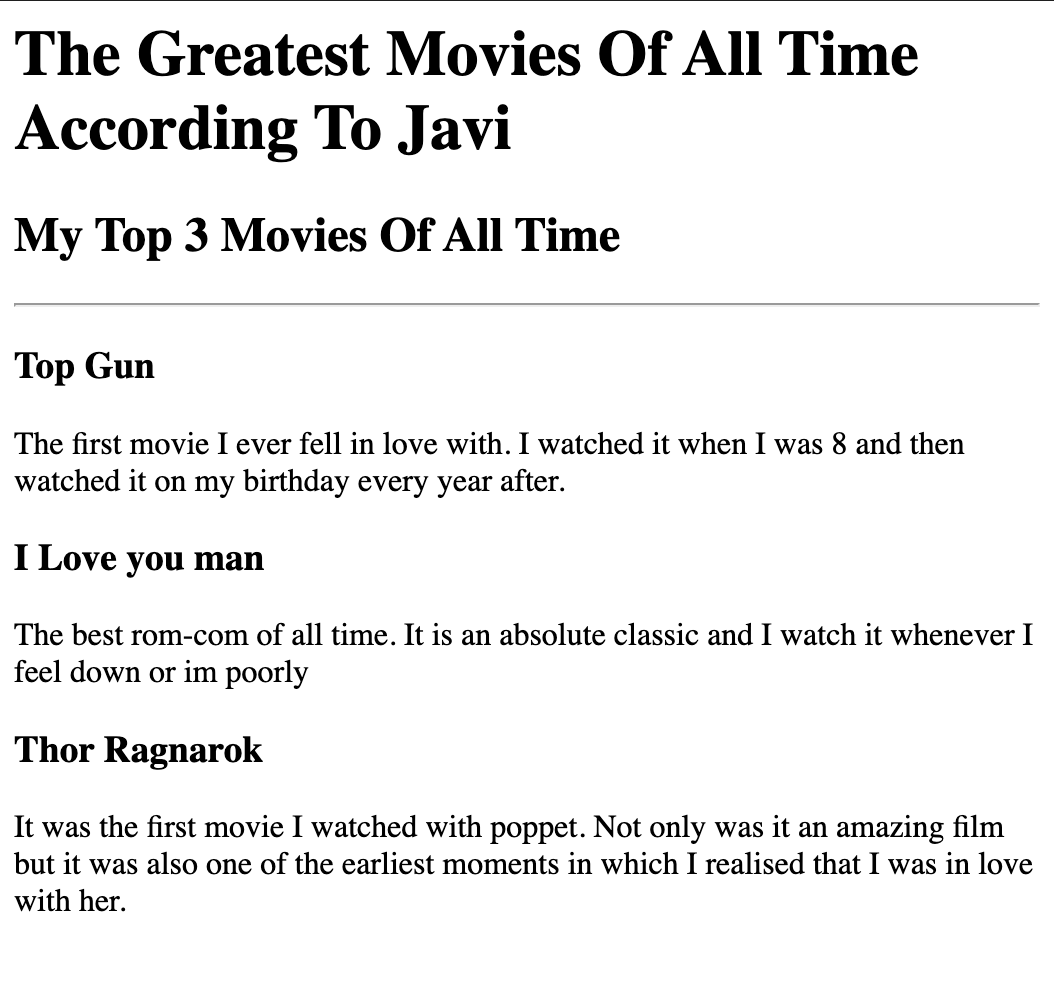 The Greatest Movies Of All Time
According To Javi
My Top 3 Movies Of All Time
Top Gun
The first movie I ever fell in love with. I watched it when I was 8 and then
watched it on my birthday every year after.
I Love you man
The best rom-com of all time. It is an absolute classic and I watch it whenever I
feel down or im poorly
Thor Ragnarok
It was the first movie I watched with poppet. Not only was it an amazing film
but it was also one of the earliest moments in which I realised that I was in love
with her.